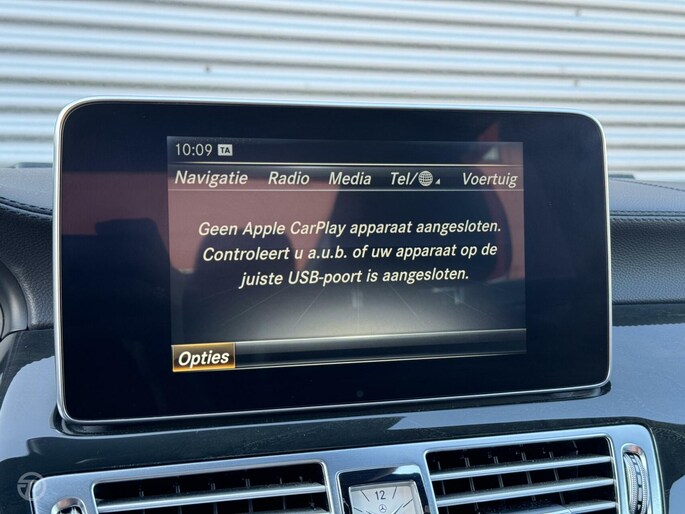 10:09 TA
Navigatie Radio Media Tel/ Voertuig
Geen Apple CarPlay apparaat aangesloten.
Controleert u a.u.b. of uw apparaat op de
juiste USB-poort is aangesloten.
Opties
12